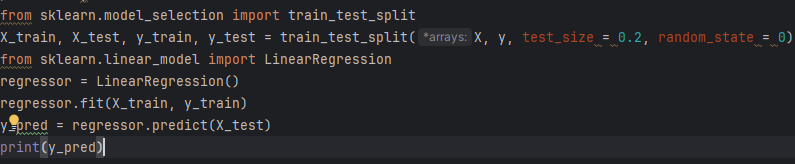 from sklearn.model_selection import train_test_split
X_train, X_test, y_train, y_test = train_test_split( *arrays: X, y, test_size = 0.2, random_state = 0)
from sklearn.linear_model import LinearRegression
regressor = LinearRegression()
regressor.fit(X_train, y_train)
y_pred = regressor.predict(X_test)
print(y_pred)